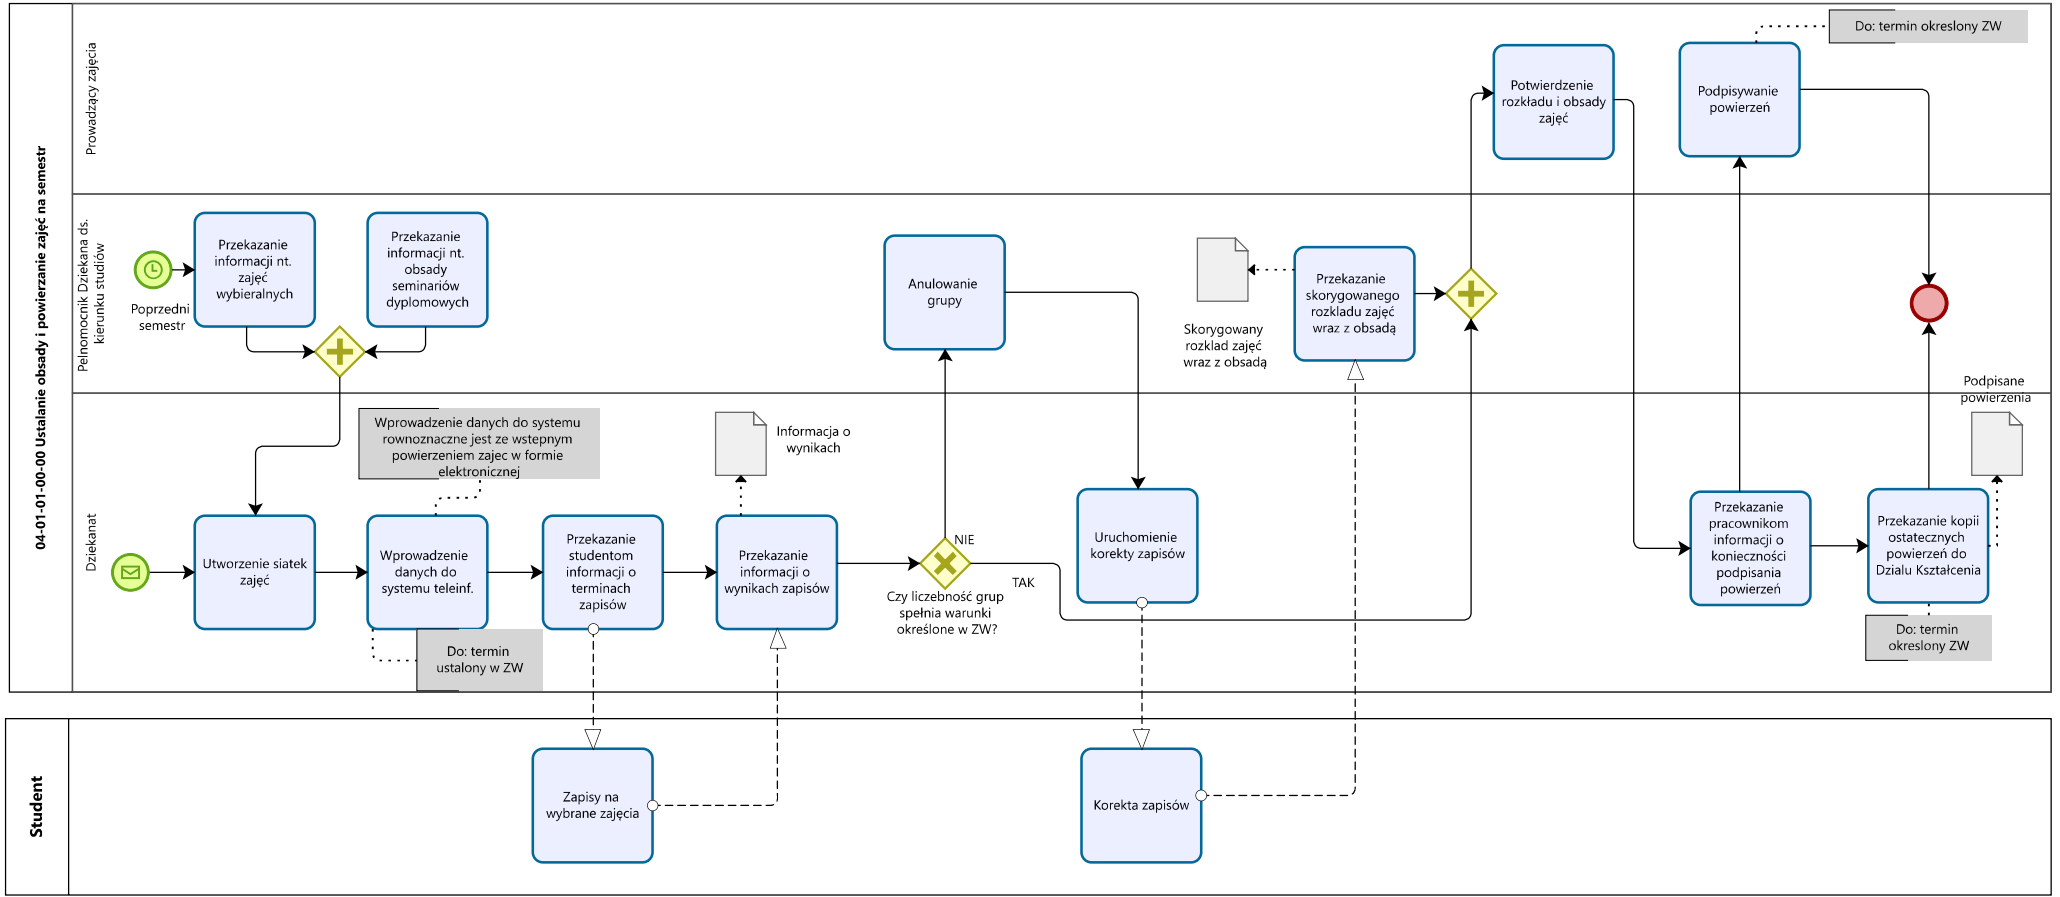 04-01-01-00-00 Ustalanie obsady i powierzanie zajęć na semestr
Prowadzący zajęcia
Do: termin okreslony ZW
Potwierdzenie
rozkładu i obsady
zajęć
Podpisywanie
powierzeń
Pełnomocnik Dziekana ds.
kierunku studiów
Poprzedni
semestr
Przekazanie
informacji nt.
zajęć
wybieralnych
Przekazanie
informacji nt.
obsady
seminariów
dyplomowych
Anulowanie
grupy
Skorygowany
rozklad zajęć
wraz z obsadą
Przekazanie
skorygowanego
rozkladu zajęć
wraz z obsadą
Dziekanat
Utworzenie siatek
zajęć
Wprowadzenie danych do systemu
rownoznaczne jest ze wstepnym
powierzeniem zajec w formie
elektronicznej
Wprowadzenie
danych do
systemu teleinf.
Do: termin
ustalony w ZW
Przekazanie
studentom
informacji o
terminach
zapisów
Informacja o
wynikach
Przekazanie
informacji o
wynikach zapisów
NIE
TAK
Czy liczebność grup
spełnia warunki
określone w ZW?
Uruchomienie
korekty zapisów
Przekazanie
pracownikom
informacji o
konieczności
podpisania
powierzeń
Podpisane
powierzenia
Przekazanie kopii
ostatecznych
powierzeń do
Dzialu Kształcenia
Do: termin
okreslony ZW
Student
Zapisy na
wybrane zajęcia
Korekta zapisów